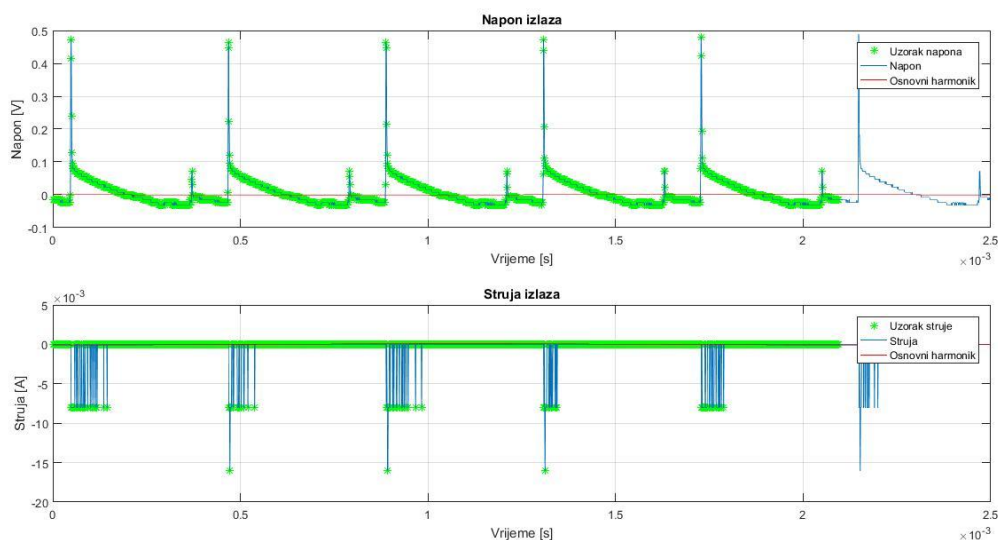 Napon izlaza
0.5
0.4
0.3
0.2
0.1
0
-0.1
Napon [V]
Uzorak napona
Napon
Osnovni harmonik
0 0.5 1 1.5 2 2.5
Vrijeme [s]
×10⁻³
Struja izlaza
×10⁻³
5
0
-5
-10
-15
-20
Struja [A]
Uzorak struje
Struja
Osnovni harmonik
0 0.5 1 1.5 2 2.5
Vrijeme [s]
×10⁻³